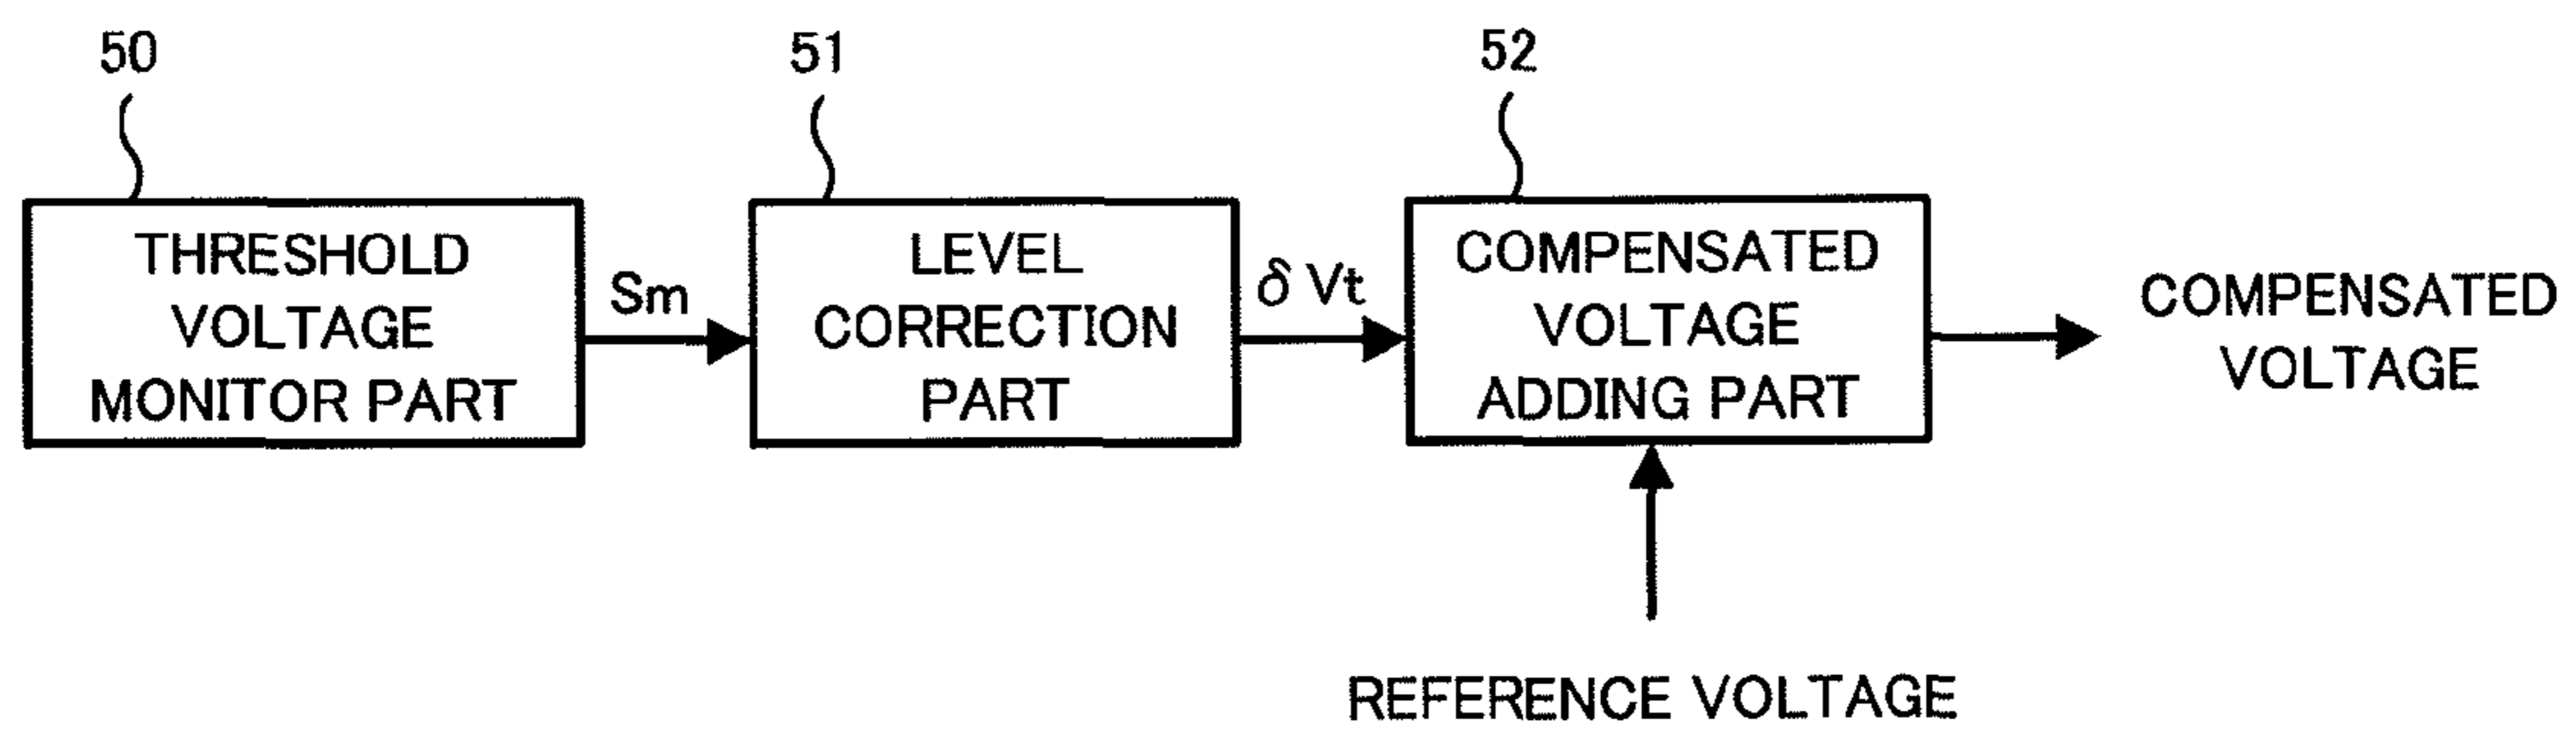 50
THRESHOLD
VOLTAGE
MONITOR PART
Sm
51
LEVEL
CORRECTION
PART
δ Vt
52
COMPENSATED
VOLTAGE
ADDING PART
COMPENSATED
VOLTAGE
REFERENCE VOLTAGE